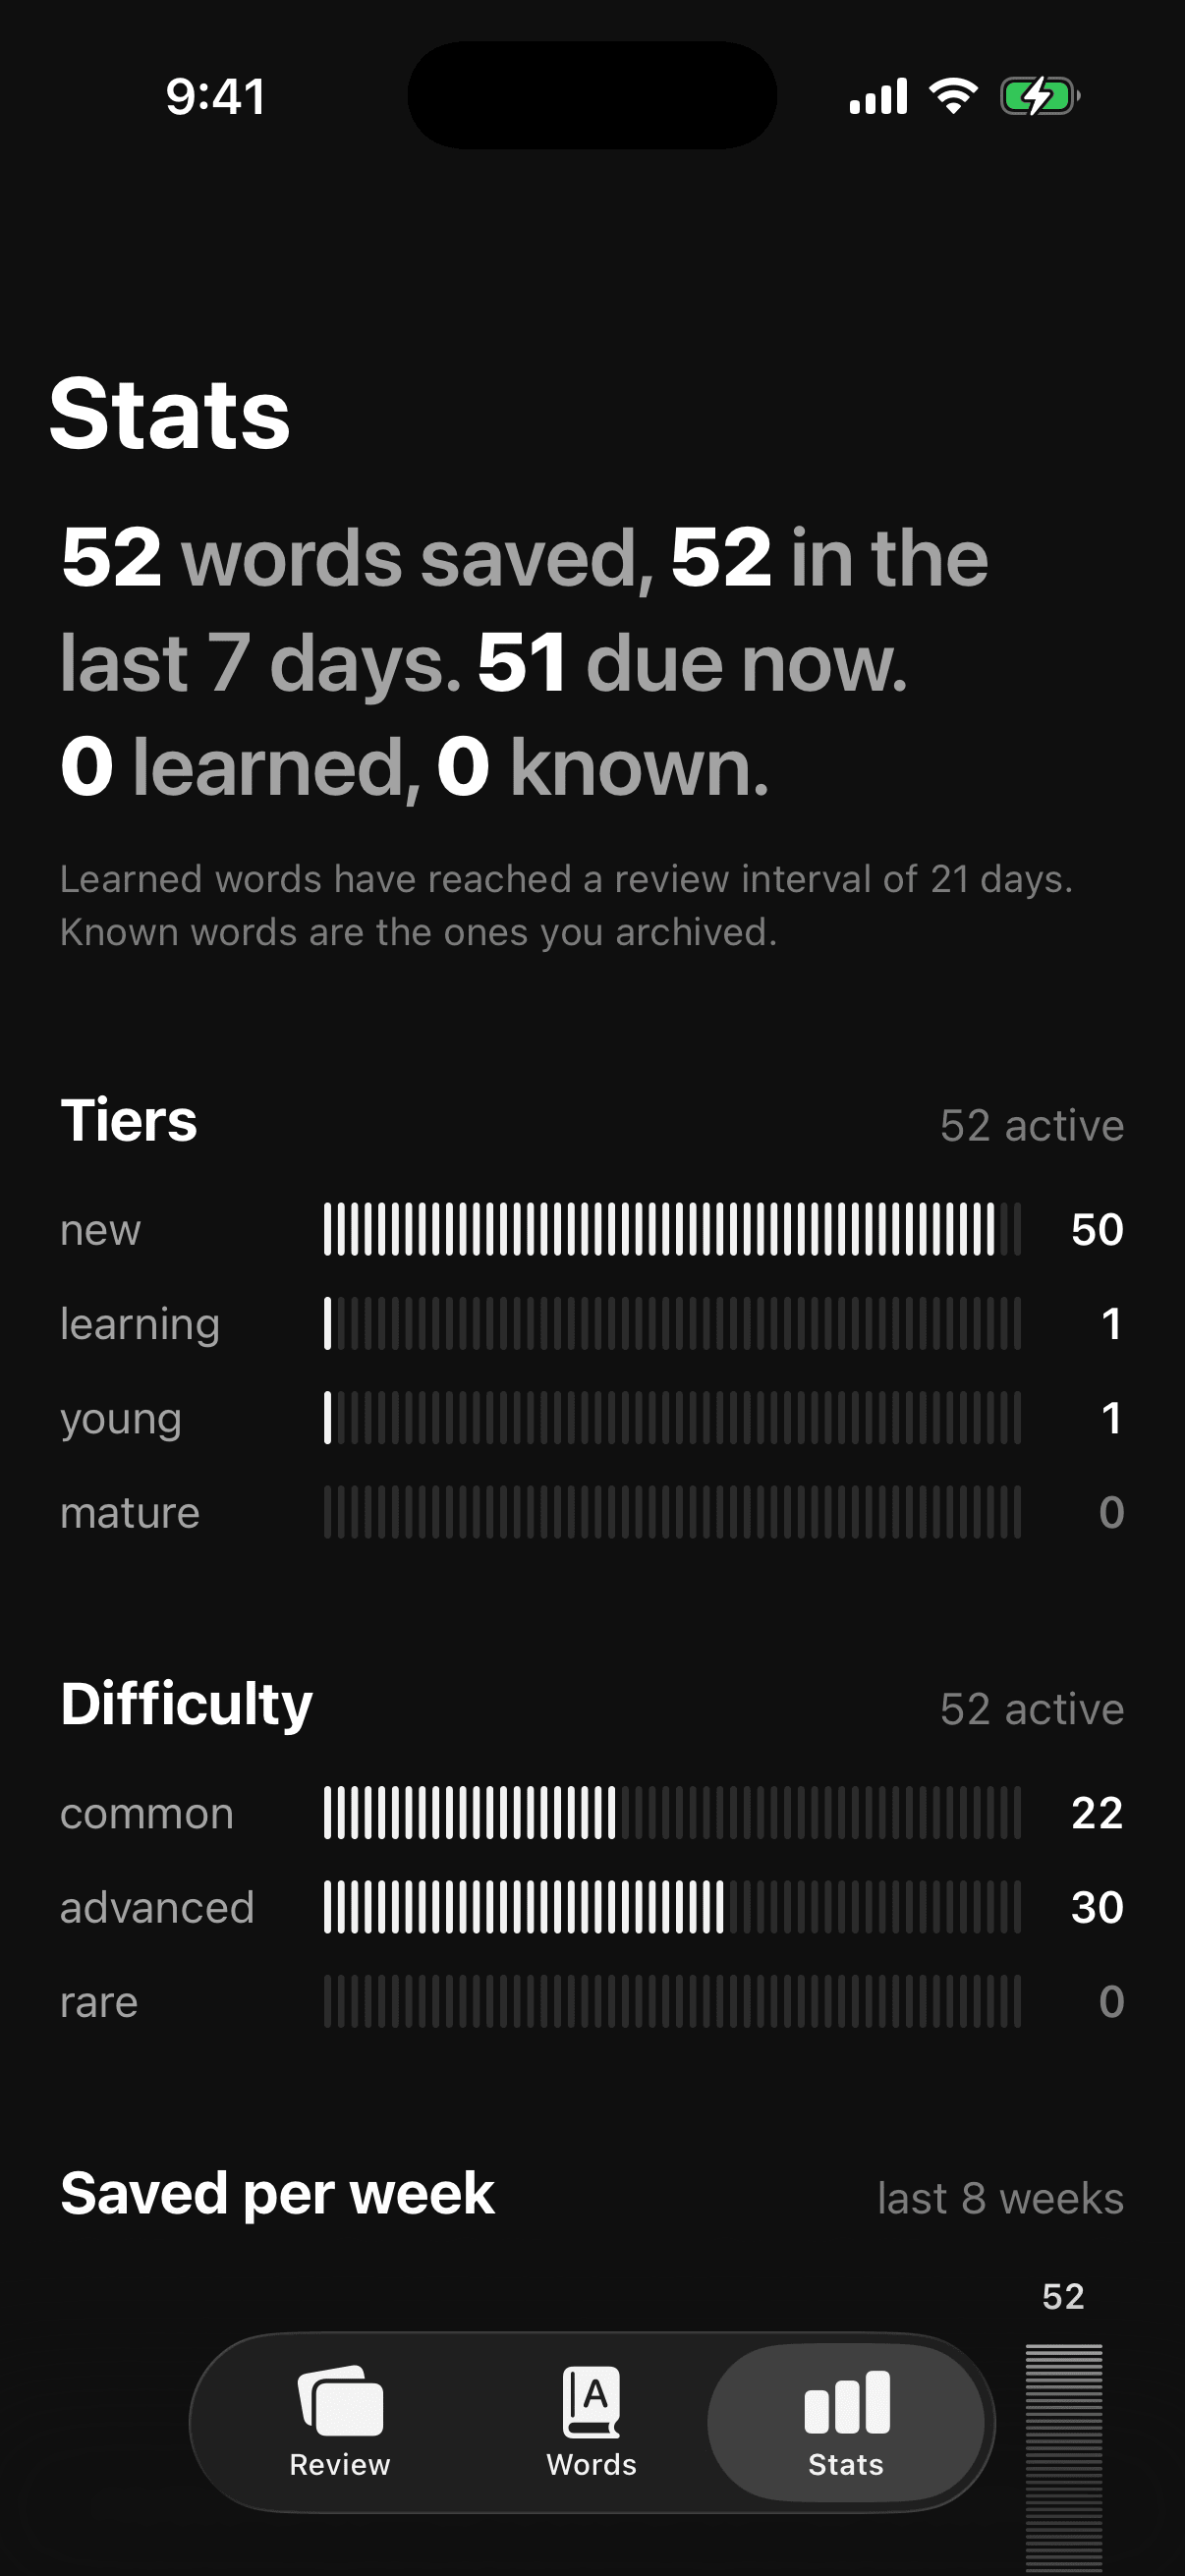 9:41
Stats
52 words saved, 52 in the
last 7 days. 51 due now.
0 learned, 0 known.
Learned words have reached a review interval of 21 days.
Known words are the ones you archived.
Tiers 52 active
new 50
learning 1
young 1
mature 0
Difficulty 52 active
common 22
advanced 30
rare 0
Saved per week last 8 weeks
52
A
Review Words Stats